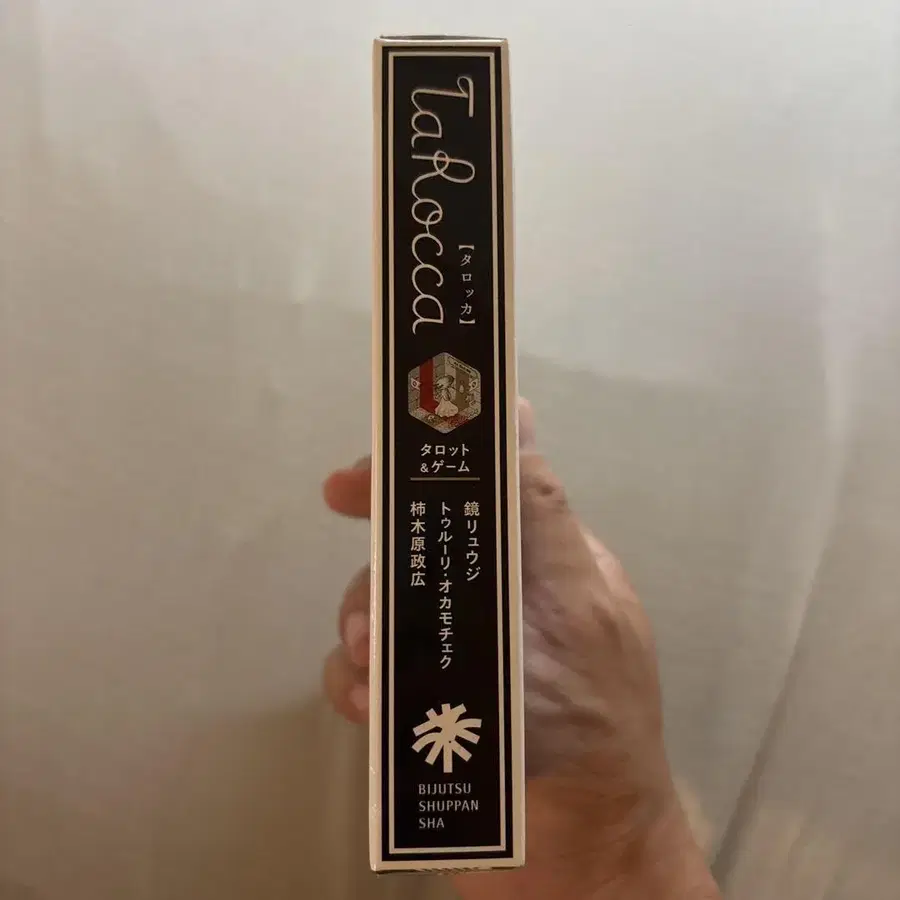 TaRocca
【タロッカ】
タロット
&ゲーム
鏡リュウジ
トゥルーリ・オカモチェク
柿木原政広
BIJUTSU
SHUPPAN
SHA